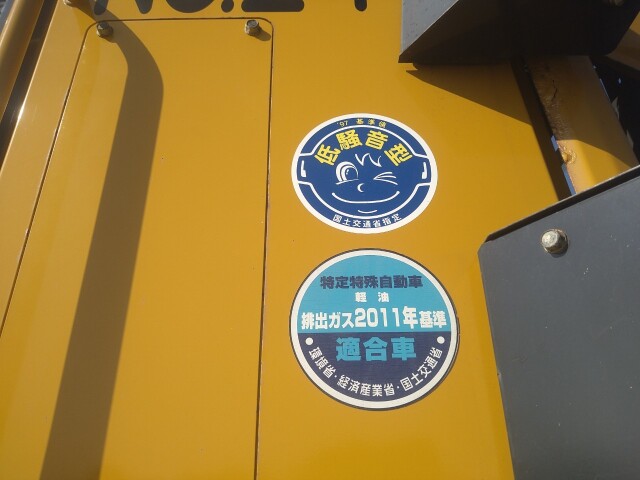 '97 基準値
低騒音型
国土交通省指定
特定特殊自動車
軽油
排出ガス2011年基準
適合車
環境省・経済産業省・国土交通省